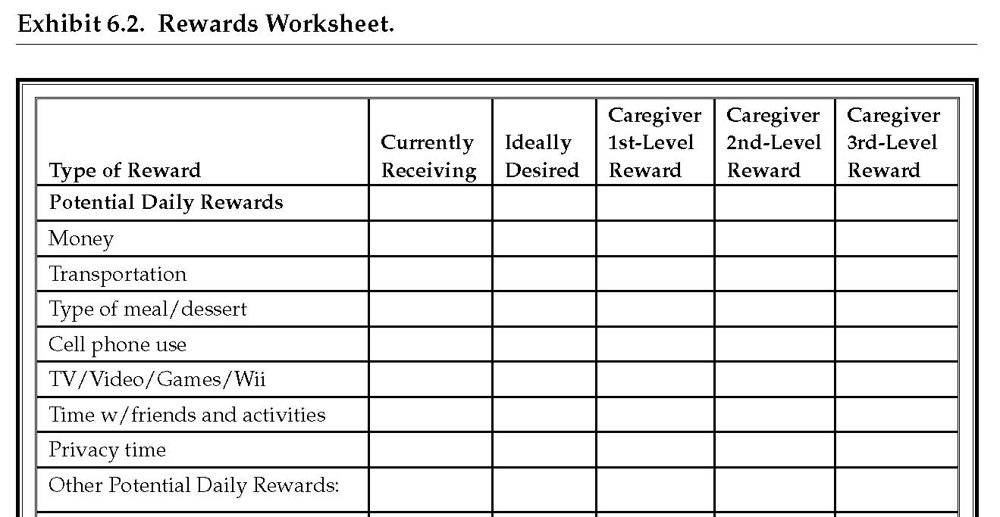 Exhibit 6.2. Rewards Worksheet.
Type of Reward
Currently
Receiving
Ideally
Desired
Caregiver
1st-Level
Reward
Caregiver
2nd-Level
Reward
Caregiver
3rd-Level
Reward
Potential Daily Rewards
Money
Transportation
Type of meal/dessert
Cell phone use
TV/Video/Games/Wii
Time w/friends and activities
Privacy time
Other Potential Daily Rewards: